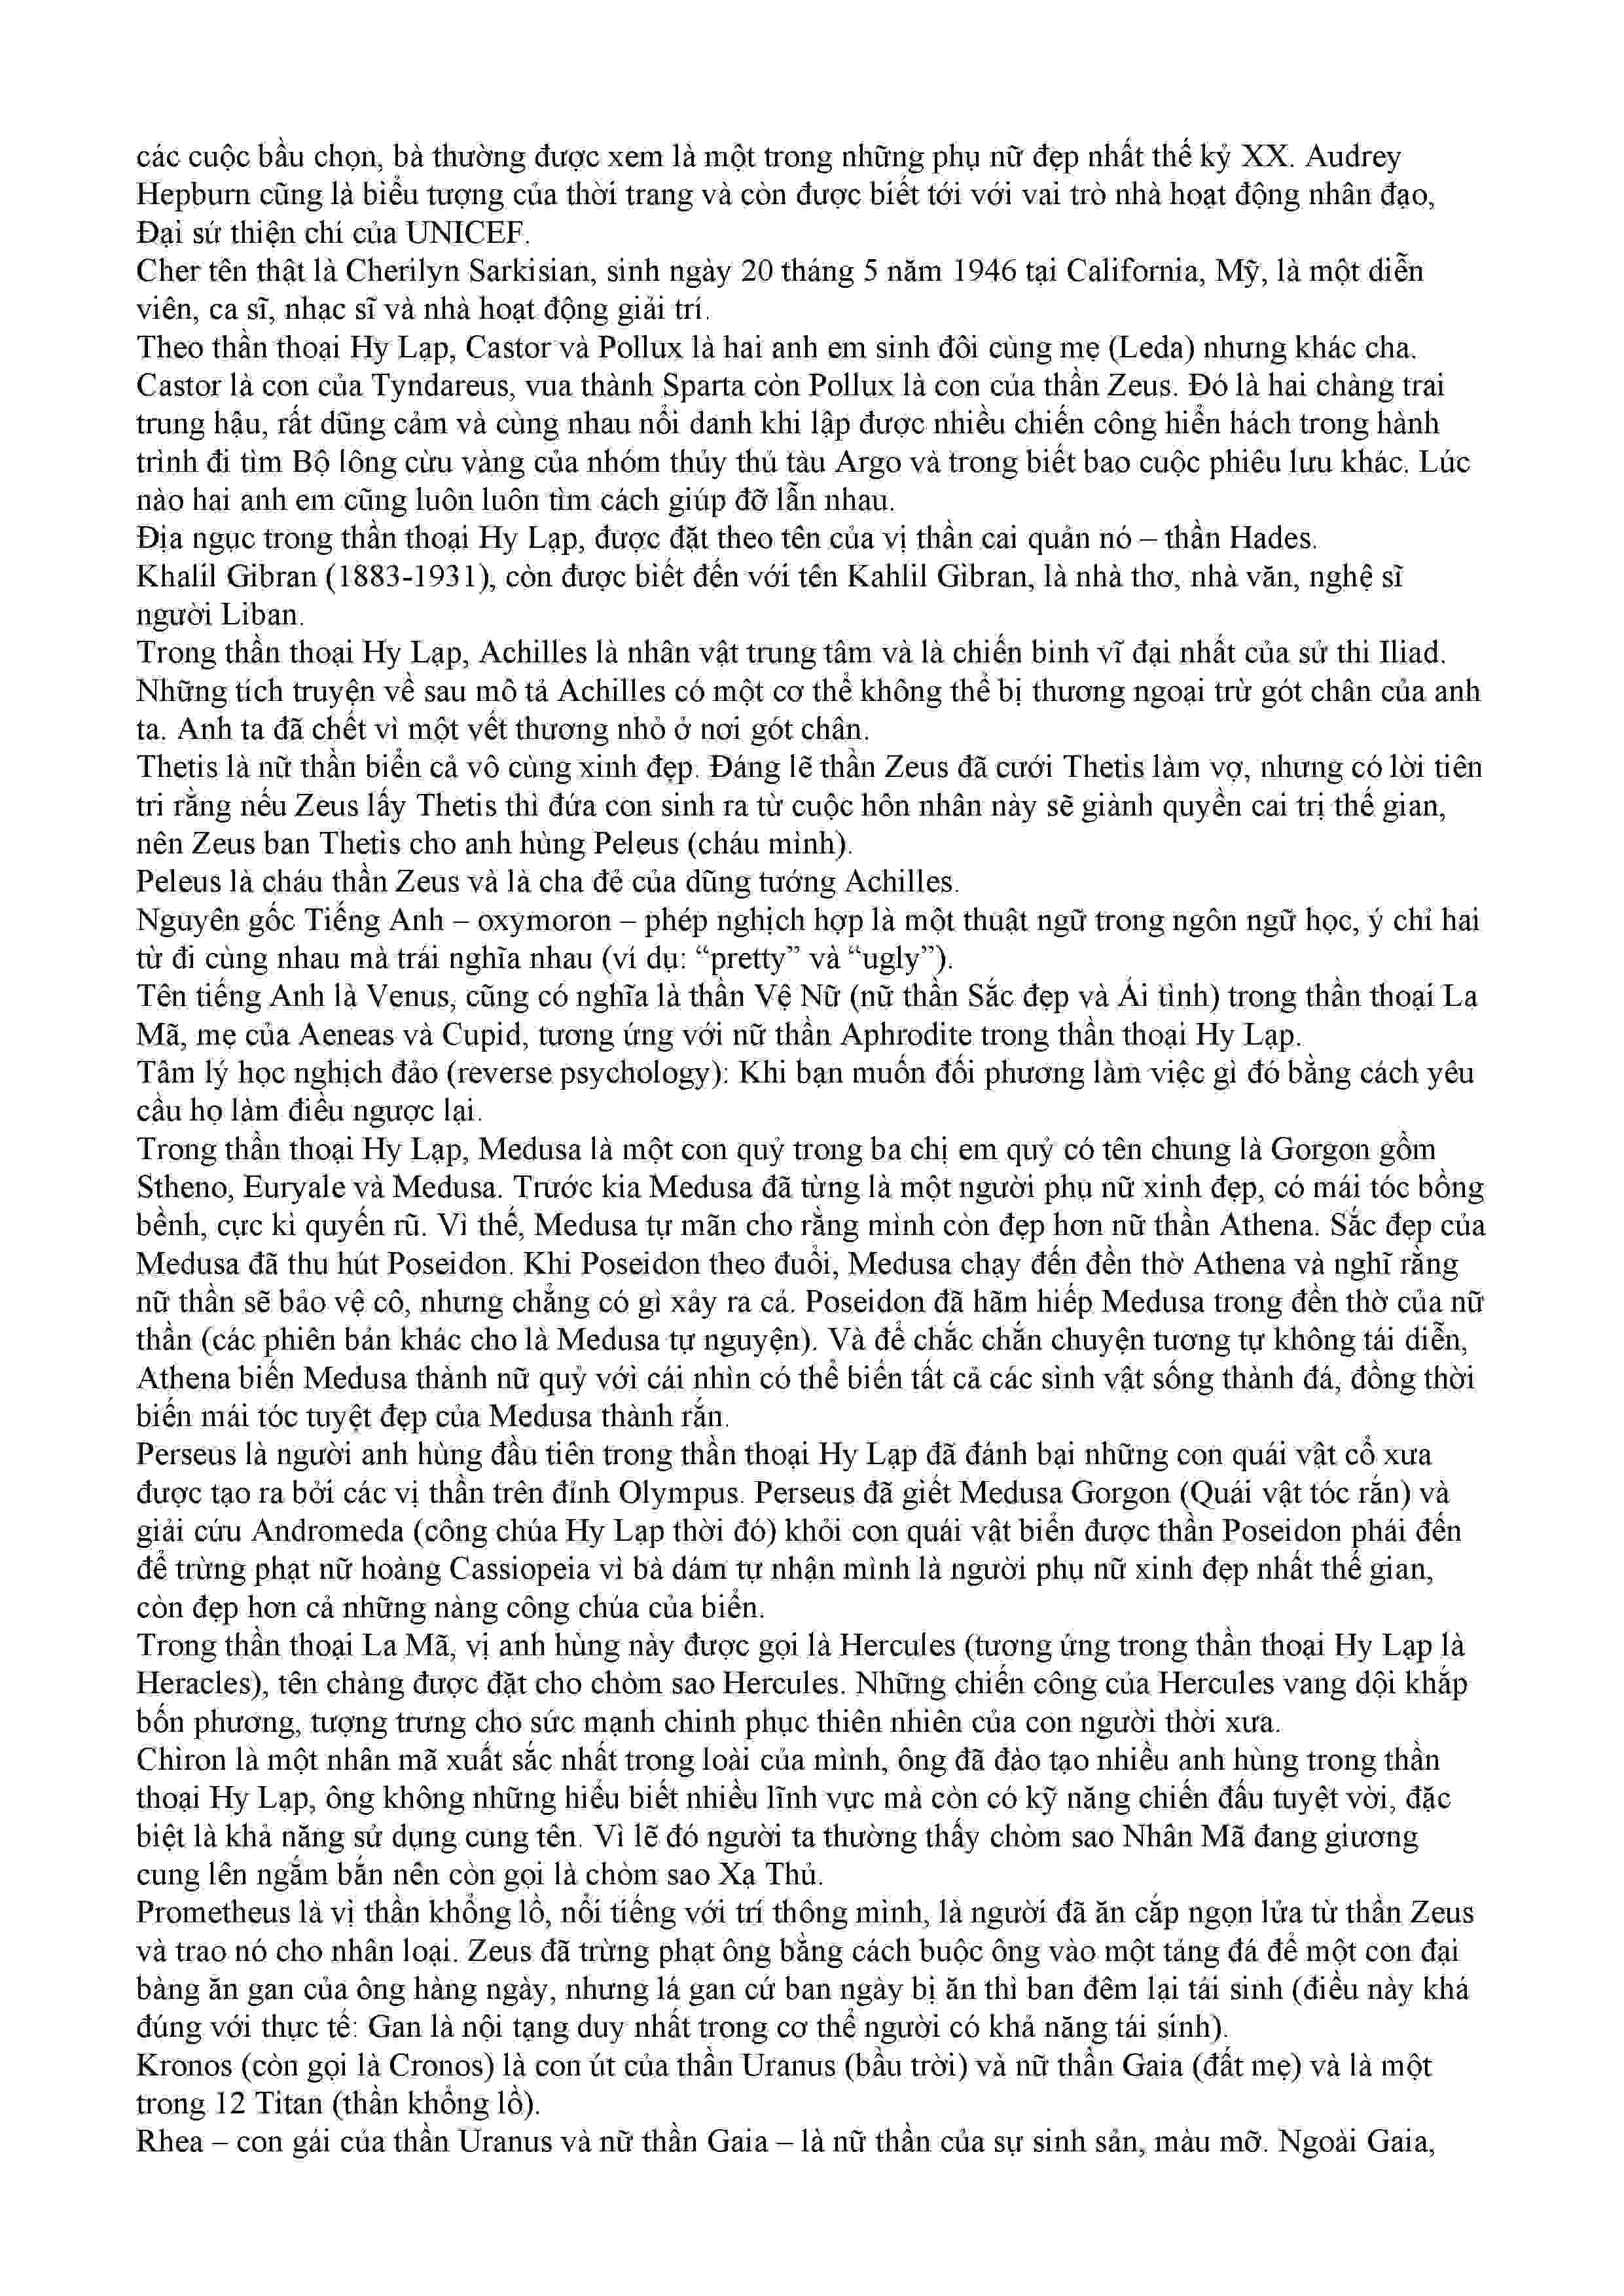 các cuộc bầu chọn, bà thường được xem là một trong những phụ nữ đẹp nhất thế kỷ XX. Audrey
Hepburn cũng là biểu tượng của thời trang và còn được biết tới với vai trò nhà hoạt động nhân đạo,
Đại sứ thiện chí của UNICEF.
Cher tên thật là Cherilyn Sarkisian, sinh ngày 20 tháng 5 năm 1946 tại California, Mỹ, là một diễn
viên, ca sĩ, nhạc sĩ và nhà hoạt động giải trí.
Theo thần thoại Hy Lạp, Castor và Pollux là hai anh em sinh đôi cùng mẹ (Leda) nhưng khác cha.
Castor là con của Tyndareus, vua thành Sparta còn Pollux là con của thần Zeus. Đó là hai chàng trai
trung hậu, rất dũng cảm và cùng nhau nổi danh khi lập được nhiều chiến công hiển hách trong hành
trình đi tìm Bộ lông cừu vàng của nhóm thủy thủ tàu Argo và trong biết bao cuộc phiêu lưu khác. Lúc
nào hai anh em cũng luôn luôn tìm cách giúp đỡ lẫn nhau.
Địa ngục trong thần thoại Hy Lạp, được đặt theo tên của vị thần cai quản nó – thần Hades.
Khalil Gibran (1883-1931), còn được biết đến với tên Kahlil Gibran, là nhà thơ, nhà văn, nghệ sĩ
người Liban.
Trong thần thoại Hy Lạp, Achilles là nhân vật trung tâm và là chiến binh vĩ đại nhất của sử thi Iliad.
Những tích truyện về sau mô tả Achilles có một cơ thể không thể bị thương ngoại trừ gót chân của anh
ta. Anh ta đã chết vì một vết thương nhỏ ở nơi gót chân.
Thetis là nữ thần biển cả vô cùng xinh đẹp. Đáng lẽ thần Zeus đã cưới Thetis làm vợ, nhưng có lời tiên
tri rằng nếu Zeus lấy Thetis thì đứa con sinh ra từ cuộc hôn nhân này sẽ giành quyền cai trị thế gian,
nên Zeus ban Thetis cho anh hùng Peleus (cháu mình).
Peleus là cháu thần Zeus và là cha đẻ của dũng tướng Achilles.
Nguyên gốc Tiếng Anh – oxymoron – phép nghịch hợp là một thuật ngữ trong ngôn ngữ học, ý chỉ hai
từ đi cùng nhau mà trái nghĩa nhau (ví dụ: “pretty” và “ugly”).
Tên tiếng Anh là Venus, cũng có nghĩa là thần Vệ Nữ (nữ thần Sắc đẹp và Ái tình) trong thần thoại La
Mã, mẹ của Aeneas và Cupid, tương ứng với nữ thần Aphrodite trong thần thoại Hy Lạp.
Tâm lý học nghịch đảo (reverse psychology): Khi bạn muốn đối phương làm việc gì đó bằng cách yêu
cầu họ làm điều ngược lại.
Trong thần thoại Hy Lạp, Medusa là một con quỷ trong ba chị em quỷ có tên chung là Gorgon gồm
Stheno, Euryale và Medusa. Trước kia Medusa đã từng là một người phụ nữ xinh đẹp, có mái tóc bồng
bềnh, cực kì quyến rũ. Vì thế, Medusa tự mãn cho rằng mình còn đẹp hơn nữ thần Athena. Sắc đẹp của
Medusa đã thu hút Poseidon. Khi Poseidon theo đuổi, Medusa chạy đến đền thờ Athena và nghĩ rằng
nữ thần sẽ bảo vệ cô, nhưng chẳng có gì xảy ra cả. Poseidon đã hãm hiếp Medusa trong đền thờ của nữ
thần (các phiên bản khác cho là Medusa tự nguyện). Và để chắc chắn chuyện tương tự không tái diễn,
Athena biến Medusa thành nữ quỷ với cái nhìn có thể biến tất cả các sinh vật sống thành đá, đồng thời
biến mái tóc tuyệt đẹp của Medusa thành rắn.
Perseus là người anh hùng đầu tiên trong thần thoại Hy Lạp đã đánh bại những con quái vật cổ xưa
được tạo ra bởi các vị thần trên đỉnh Olympus. Perseus đã giết Medusa Gorgon (Quái vật tóc rắn) và
giải cứu Andromeda (công chúa Hy Lạp thời đó) khỏi con quái vật biển được thần Poseidon phái đến
để trừng phạt nữ hoàng Cassiopeia vì bà dám tự nhận mình là người phụ nữ xinh đẹp nhất thế gian,
còn đẹp hơn cả những nàng công chúa của biển.
Trong thần thoại La Mã, vị anh hùng này được gọi là Hercules (tương ứng trong thần thoại Hy Lạp là
Heracles), tên chàng được đặt cho chòm sao Hercules. Những chiến công của Hercules vang dội khắp
bốn phương, tượng trưng cho sức mạnh chinh phục thiên nhiên của con người thời xưa.
Chiron là một nhân mã xuất sắc nhất trong loài của mình, ông đã đào tạo nhiều anh hùng trong thần
thoại Hy Lạp, ông không những hiểu biết nhiều lĩnh vực mà còn có kỹ năng chiến đấu tuyệt vời, đặc
biệt là khả năng sử dụng cung tên. Vì lẽ đó người ta thường thấy chòm sao Nhân Mã đang giương
cung lên ngắm bắn nên còn gọi là chòm sao Xạ Thủ.
Prometheus là vị thần khổng lồ, nổi tiếng với trí thông minh, là người đã ăn cắp ngọn lửa từ thần Zeus
và trao nó cho nhân loại. Zeus đã trừng phạt ông bằng cách buộc ông vào một tảng đá để một con đại
bàng ăn gan của ông hàng ngày, nhưng lá gan cứ ban ngày bị ăn thì ban đêm lại tái sinh (điều này khá
đúng với thực tế: Gan là nội tạng duy nhất trong cơ thể người có khả năng tái sinh).
Kronos (còn gọi là Cronos) là con út của thần Uranus (bầu trời) và nữ thần Gaia (đất mẹ) và là một
trong 12 Titan (thần khổng lồ).
Rhea – con gái của thần Uranus và nữ thần Gaia – là nữ thần của sự sinh sản, màu mỡ. Ngoài Gaia,